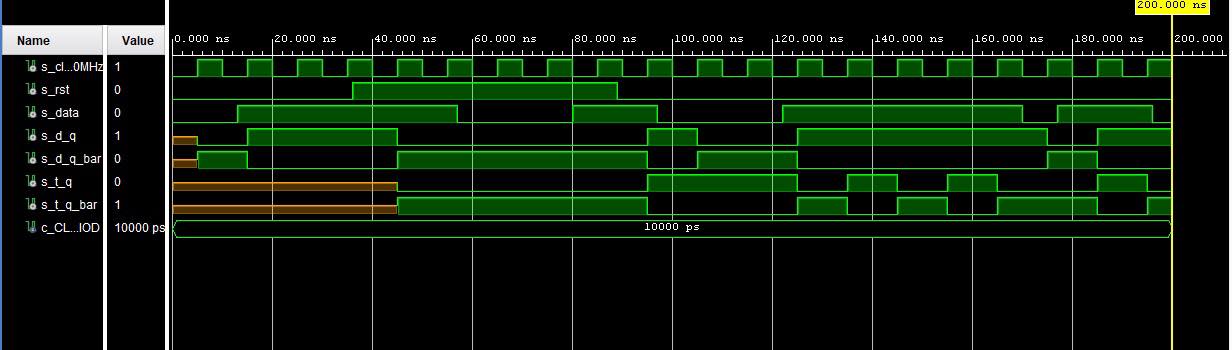 200.000 ns
Name Value
0.000 ns 20.000 ns 40.000 ns 60.000 ns 80.000 ns 100.000 ns 120.000 ns 140.000 ns 160.000 ns 180.000 ns 200.000
s_cl...0MHz 1
s_rst 0
s_data 0
s_d_q 1
s_d_q_bar 0
s_t_q 0
s_t_q_bar 1
c_CL...IOD 10000 ps 10000 ps